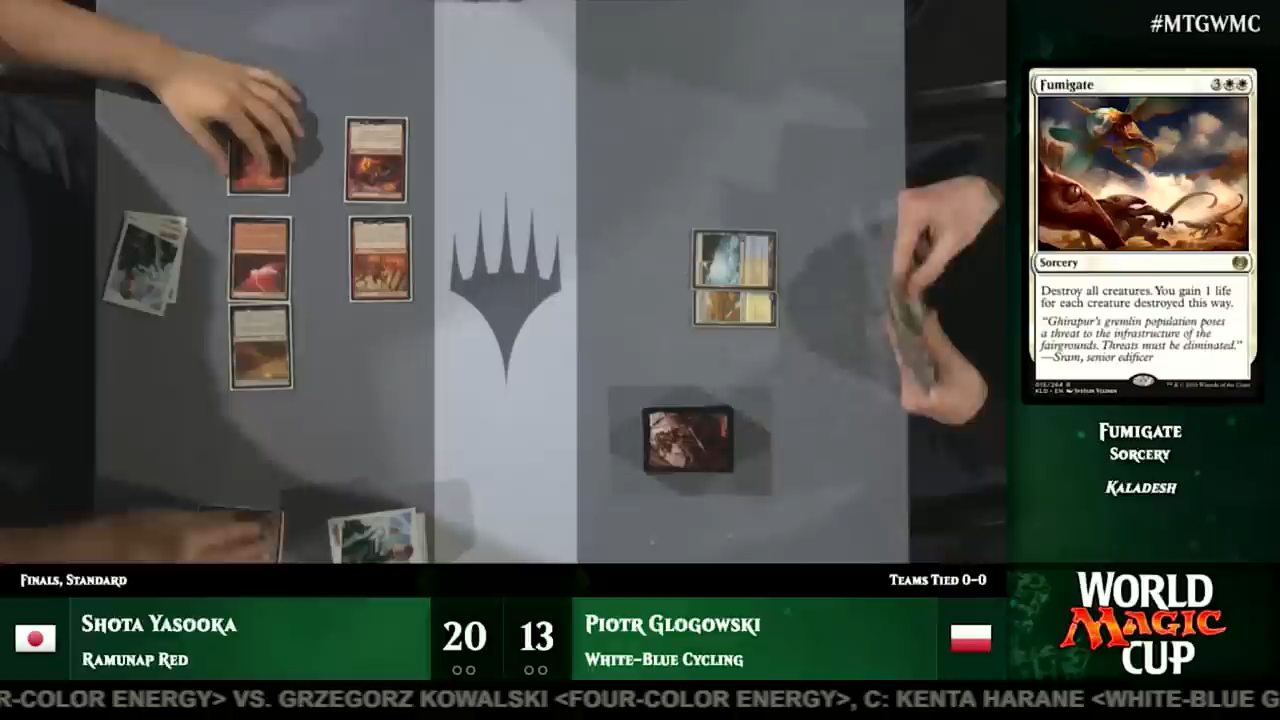 #MTGWMC
Fumigate 3
Sorcery
Destroy all creatures. You gain 1 life
for each creature destroyed this way.
"Ghirapur's gremlin population poses
a threat to the infrastructure of the
fairgrounds. Threats must be eliminated."
—Sram, senior edificer
FUMIGATE
SORCERY
KALADESH
FINALS, STANDARD
TEAMS TIED 0-0
SHOTA YASOOKA
RAMUNAP RED
20
13
PIOTR GLOGOWSKI
WHITE-BLUE CYCLING
WORLD
MAGIC
CUP
R-COLOR ENERGY> VS. GRZEGORZ KOWALSKI <FOUR-COLOR ENERGY>, C: KENTA HARANE <WHITE-BLUE G